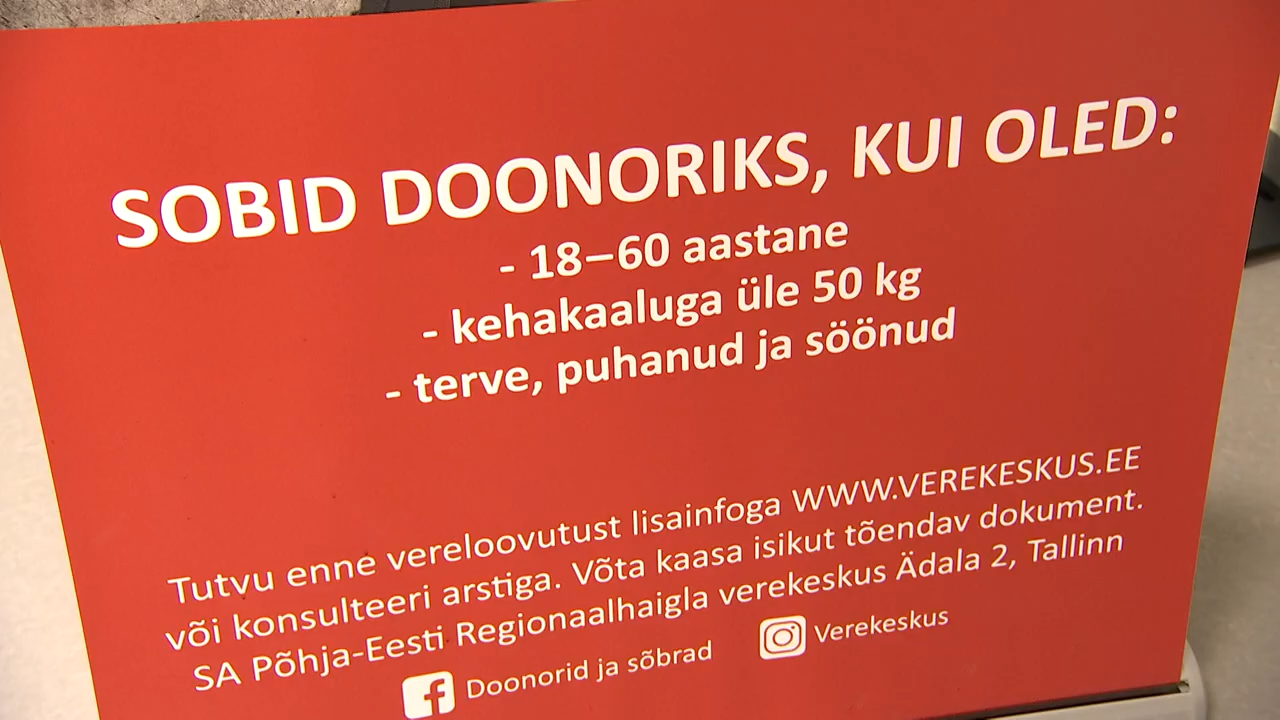 SOBID DOONORIKS, KUI OLED:
- 18–60 aastane
- kehakaaluga üle 50 kg
- terve, puhanud ja söönud
Tutvu enne vereloovutust lisainfoga WWW.VEREKESKUS.EE
või konsulteeri arstiga. Võta kaasa isikut tõendav dokument.
SA Põhja-Eesti Regionaalhaigla verekeskus Ädala 2, Tallinn
Doonorid ja sõbrad Verekeskus